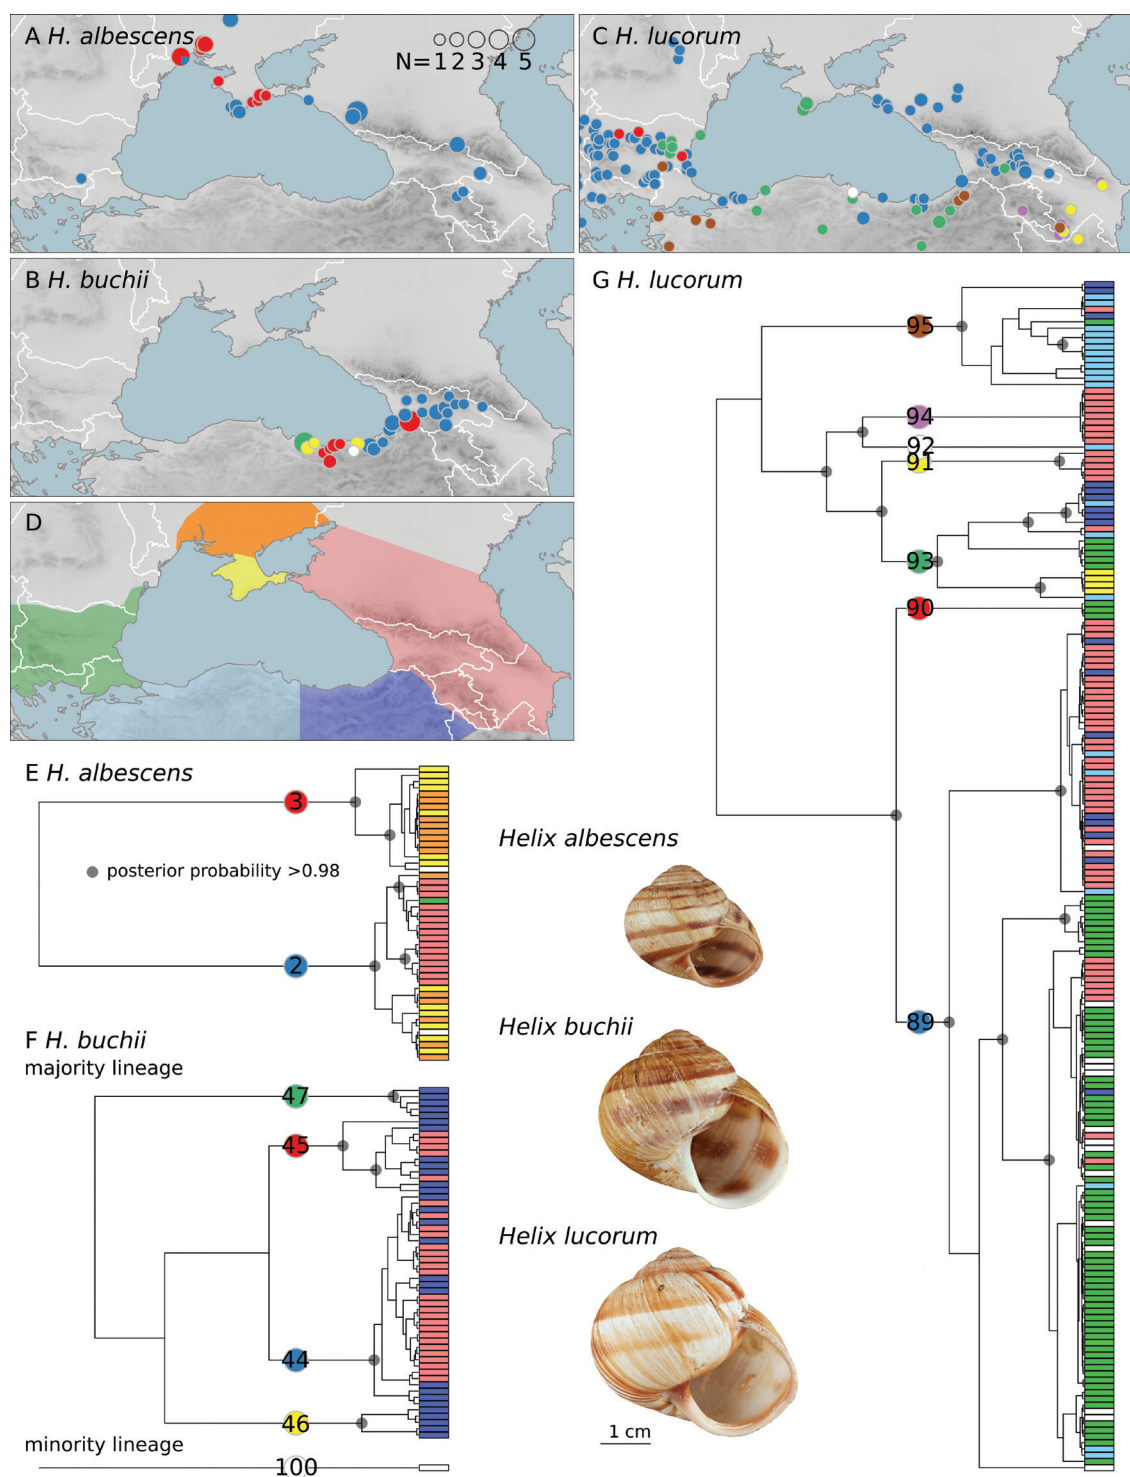 A H. albescens
N=1 2 3 4 5
C H. lucorum
B H. buchii
D
G H. lucorum
95
94
92
91
93
90
89
E H. albescens
3
posterior probability >0.98
2
F H. buchii
majority lineage
47
45
44
46
minority lineage
100
Helix albescens
Helix buchii
Helix lucorum
1 cm